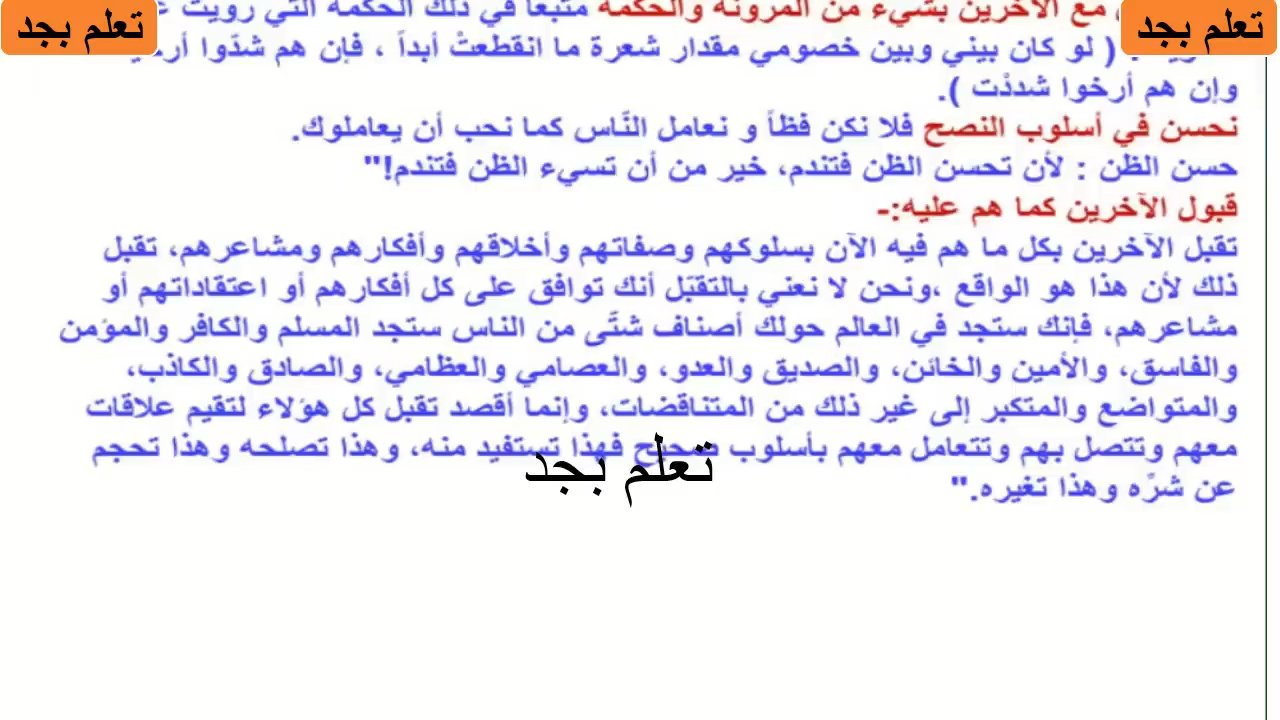 تعلم بجد
تعلم بجد
مع الآخرين بشيء من المرونة والحكمة متبعاً في ذلك الحكمة التي رويت
( لو كان بيني وبين خصومي مقدار شعرة ما انقطعتْ أبداً ، فإن هم شدّوا
وإن هم أرخوا شددْت ).
نحسن في أسلوب النصح فلا نكن فظاً و نعامل النّاس كما نحب أن يعاملوك.
حسن الظن : لأن تحسن الظن فتندم، خير من أن تسيء الظن فتندم!"
قبول الآخرين كما هم عليه:-
تقبل الآخرين بكل ما هم فيه الآن بسلوكهم وصفاتهم وأخلاقهم وأفكارهم ومشاعرهم، تقبل
ذلك لأن هذا هو الواقع ،ونحن لا نعني بالتقبّل أنك توافق على كل أفكارهم أو اعتقاداتهم أو
مشاعرهم، فإنك ستجد في العالم حولك أصناف شتّى من الناس ستجد المسلم والكافر والمؤمن
والفاسق، والأمين والخائن، والصديق والعدو، والعصامي والعظامي، والصادق والكاذب،
والمتواضع والمتكبر إلى غير ذلك من المتناقضات، وإنما أقصد تقبل كل هؤلاء لتقيم علاقات
معهم وتتصل بهم وتتعامل معهم بأسلوب صحيح فهذا تستفيد منه، وهذا تصلحه وهذا تحجم
تعلم بجد
عن شرّه وهذا تغيره."